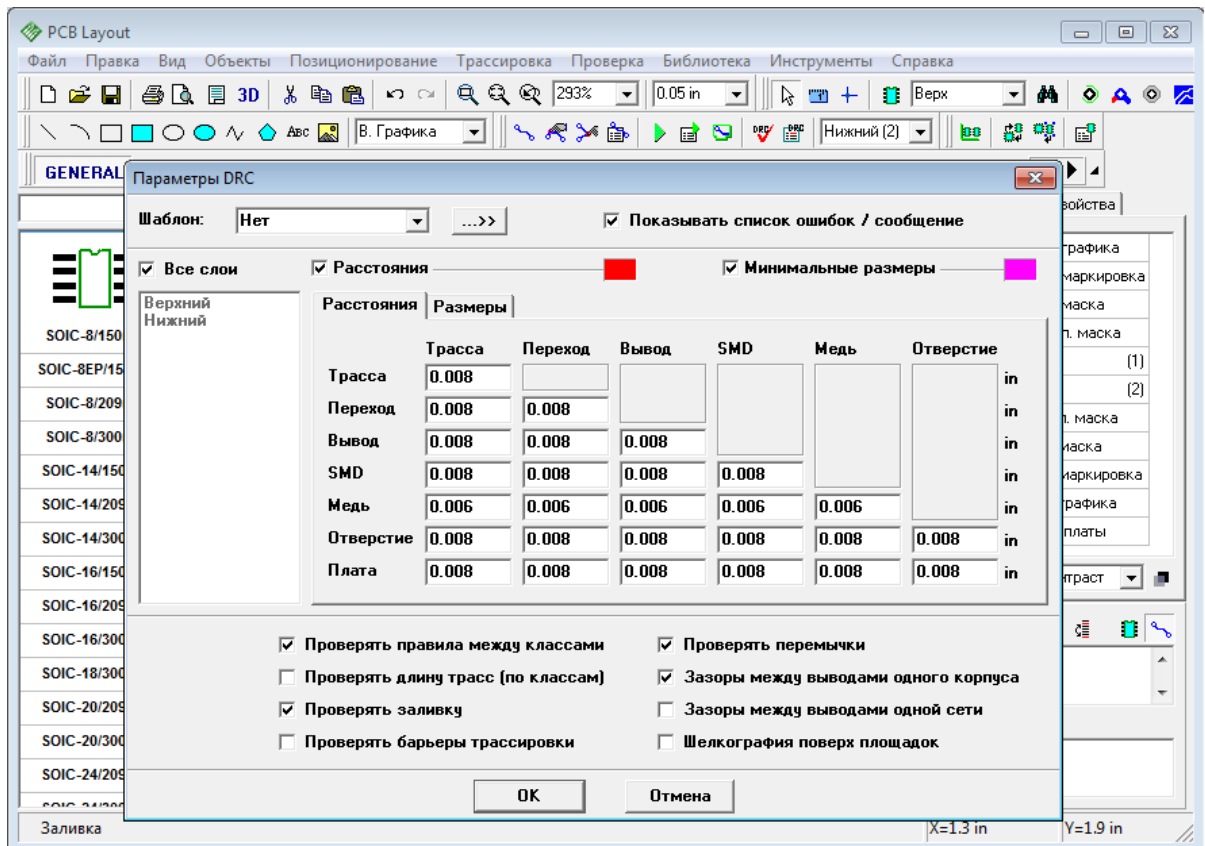 PCB Layout
Файл Правка Вид Объекты Позиционирование Трассировка Проверка Библиотека Инструменты Справка
3D 293% 0.05 in Верх
ABC В. Графика DRC DRC Нижний (2)
GENERAL
Параметры DRC
войства
Шаблон: Нет ...>> Показывать список ошибок / сообщение
Все слои Расстояния Минимальные размеры
Верхний
Нижний
Расстояния Размеры
Трасса Переход Вывод SMD Медь Отверстие
Трасса 0.008 in
Переход 0.008 0.008 in
Вывод 0.008 0.008 0.008 in
SMD 0.008 0.008 0.008 0.008 in
Медь 0.006 0.006 0.006 0.006 0.006 in
Отверстие 0.008 0.008 0.008 0.008 0.008 0.008 in
Плата 0.008 0.008 0.008 0.008 0.008 0.008 in
Проверять правила между классами
Проверять длину трасс (по классам)
Проверять заливку
Проверять барьеры трассировки
Проверять перемычки
Зазоры между выводами одного корпуса
Зазоры между выводами одной сети
Шелкография поверх площадок
OK Отмена
SOIC-8/150
SOIC-8EP/15
SOIC-8/209
SOIC-8/300
SOIC-14/150
SOIC-14/209
SOIC-14/300
SOIC-16/150
SOIC-16/209
SOIC-16/300
SOIC-18/300
SOIC-20/209
SOIC-20/300
SOIC-24/209
графика
маркировка
маска
п. маска
(1)
(2)
п. маска
маска
маркировка
графика
платы
нтраст
Заливка X=1.3 in Y=1.9 in